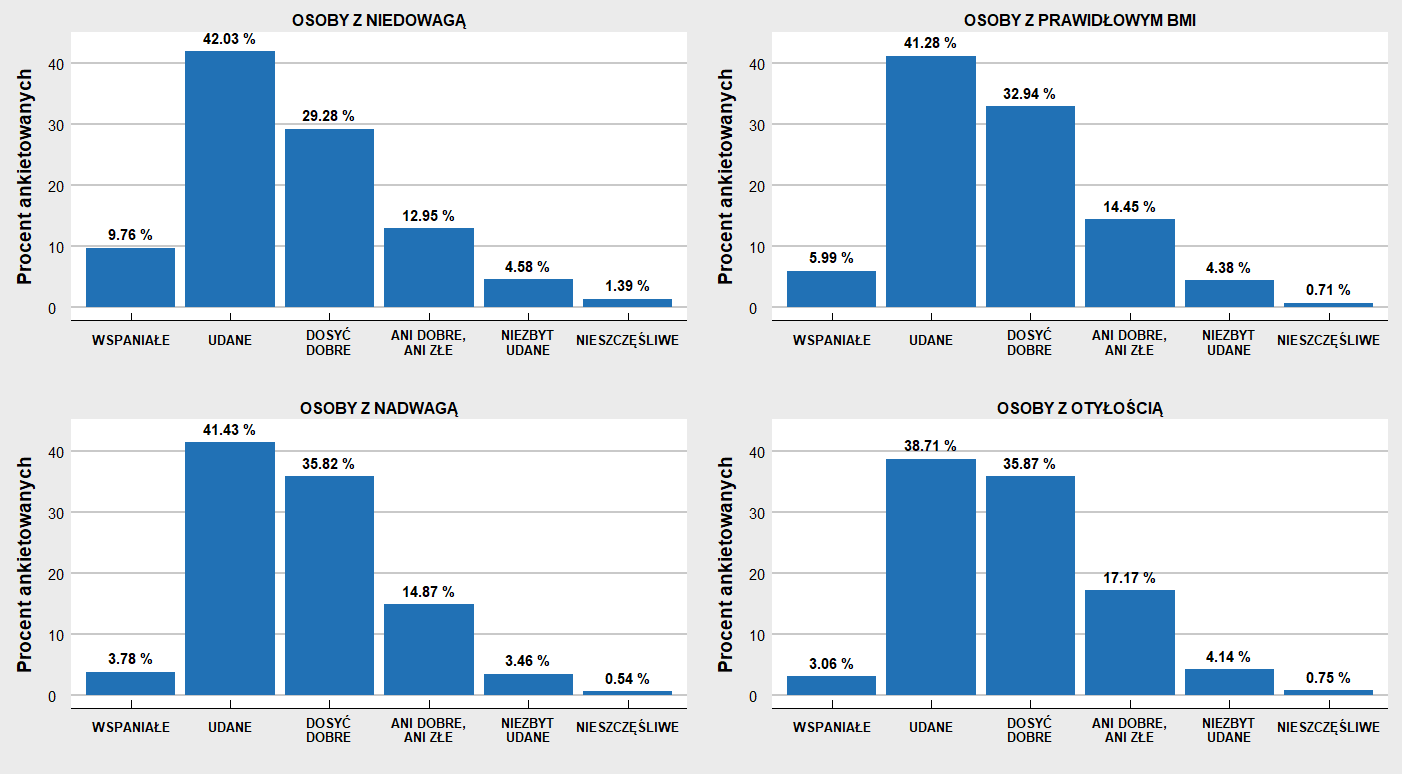 OSOBY Z NIEDOWAGĄ
Procent ankietowanych
40
30
20
10
0
42.03 %
29.28 %
12.95 %
9.76 %
4.58 %
1.39 %
WSPANIAŁE
UDANE
DOSYĆ
DOBRE
ANI DOBRE,
ANI ZŁE
NIEZBYT
UDANE
NIESZCZĘŚLIWE
OSOBY Z PRAWIDŁOWYM BMI
Procent ankietowanych
40
30
20
10
0
41.28 %
32.94 %
14.45 %
5.99 %
4.38 %
0.71 %
WSPANIAŁE
UDANE
DOSYĆ
DOBRE
ANI DOBRE,
ANI ZŁE
NIEZBYT
UDANE
NIESZCZĘŚLIWE
OSOBY Z NADWAGĄ
Procent ankietowanych
40
30
20
10
0
41.43 %
35.82 %
14.87 %
3.78 %
3.46 %
0.54 %
WSPANIAŁE
UDANE
DOSYĆ
DOBRE
ANI DOBRE,
ANI ZŁE
NIEZBYT
UDANE
NIESZCZĘŚLIWE
OSOBY Z OTYŁOŚCIĄ
Procent ankietowanych
40
30
20
10
0
38.71 %
35.87 %
17.17 %
3.06 %
4.14 %
0.75 %
WSPANIAŁE
UDANE
DOSYĆ
DOBRE
ANI DOBRE,
ANI ZŁE
NIEZBYT
UDANE
NIESZCZĘŚLIWE